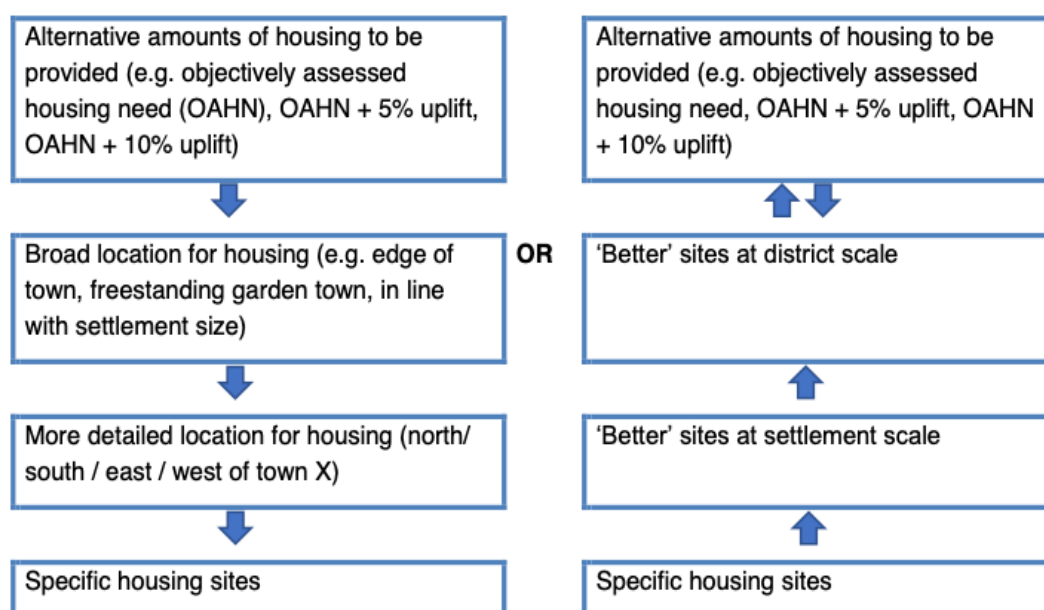 Alternative amounts of housing to be
provided (e.g. objectively assessed
housing need (OAHN), OAHN + 5% uplift,
OAHN + 10% uplift)
Broad location for housing (e.g. edge of
town, freestanding garden town, in line
with settlement size)
More detailed location for housing (north/
south / east / west of town X)
Specific housing sites
OR
Alternative amounts of housing to be
provided (e.g. objectively assessed
housing need, OAHN + 5% uplift, OAHN
+ 10% uplift)
‘Better’ sites at district scale
‘Better’ sites at settlement scale
Specific housing sites